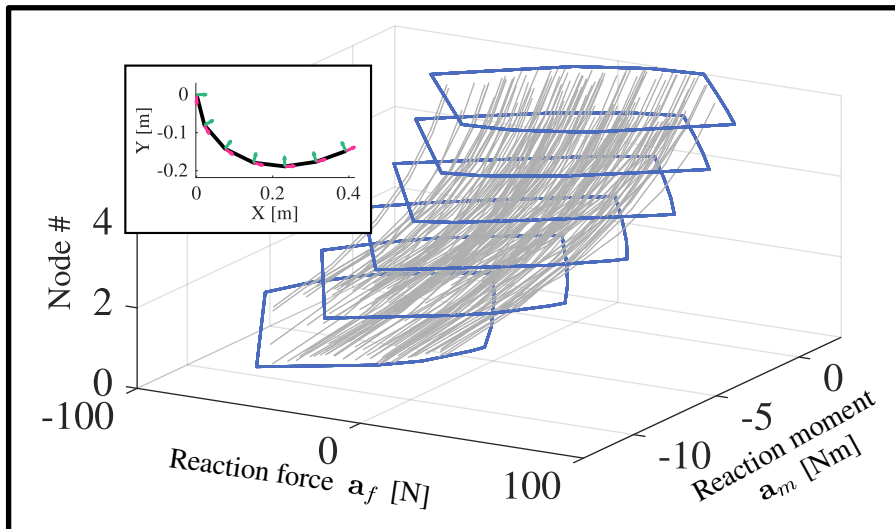 0
-0.1
-0.2
Y [m]
0 0.2 0.4
X [m]
Node #
4
2
0
-100
0
100
Reaction force a_f [N]
-10
-5
0
Reaction moment
a_m [Nm]